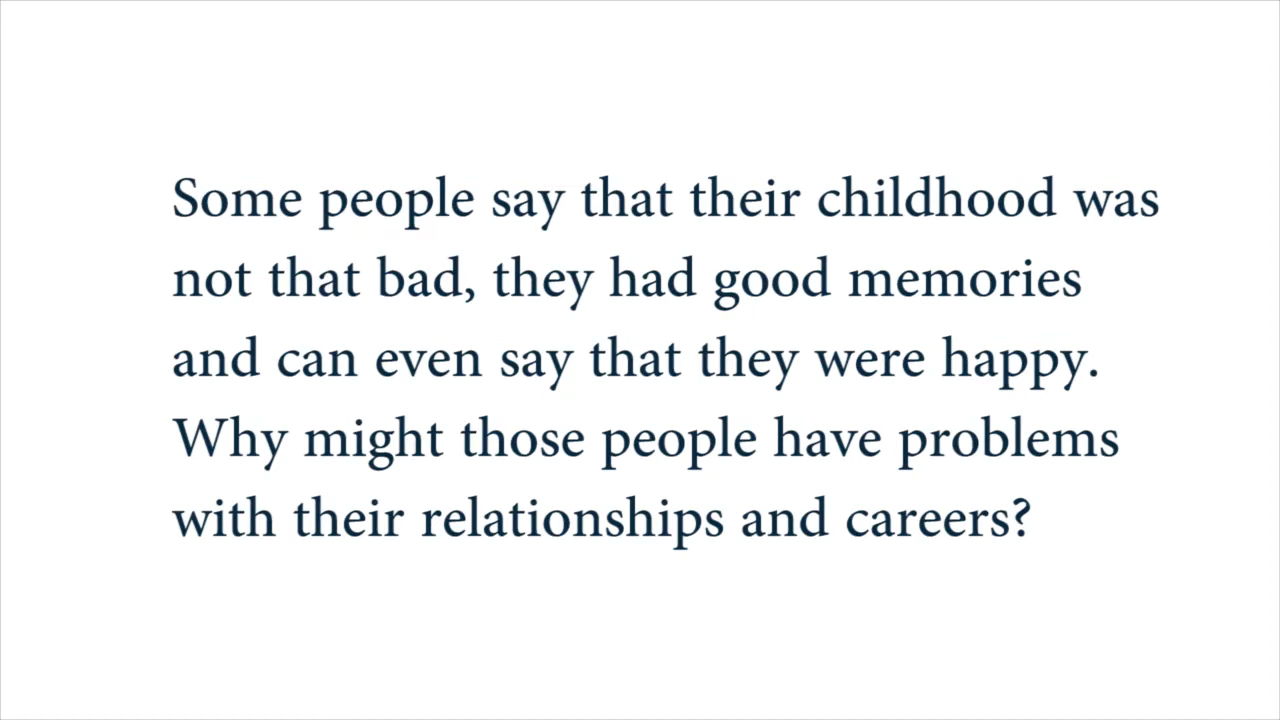 Some people say that their childhood was
not that bad, they had good memories
and can even say that they were happy.
Why might those people have problems
with their relationships and careers?